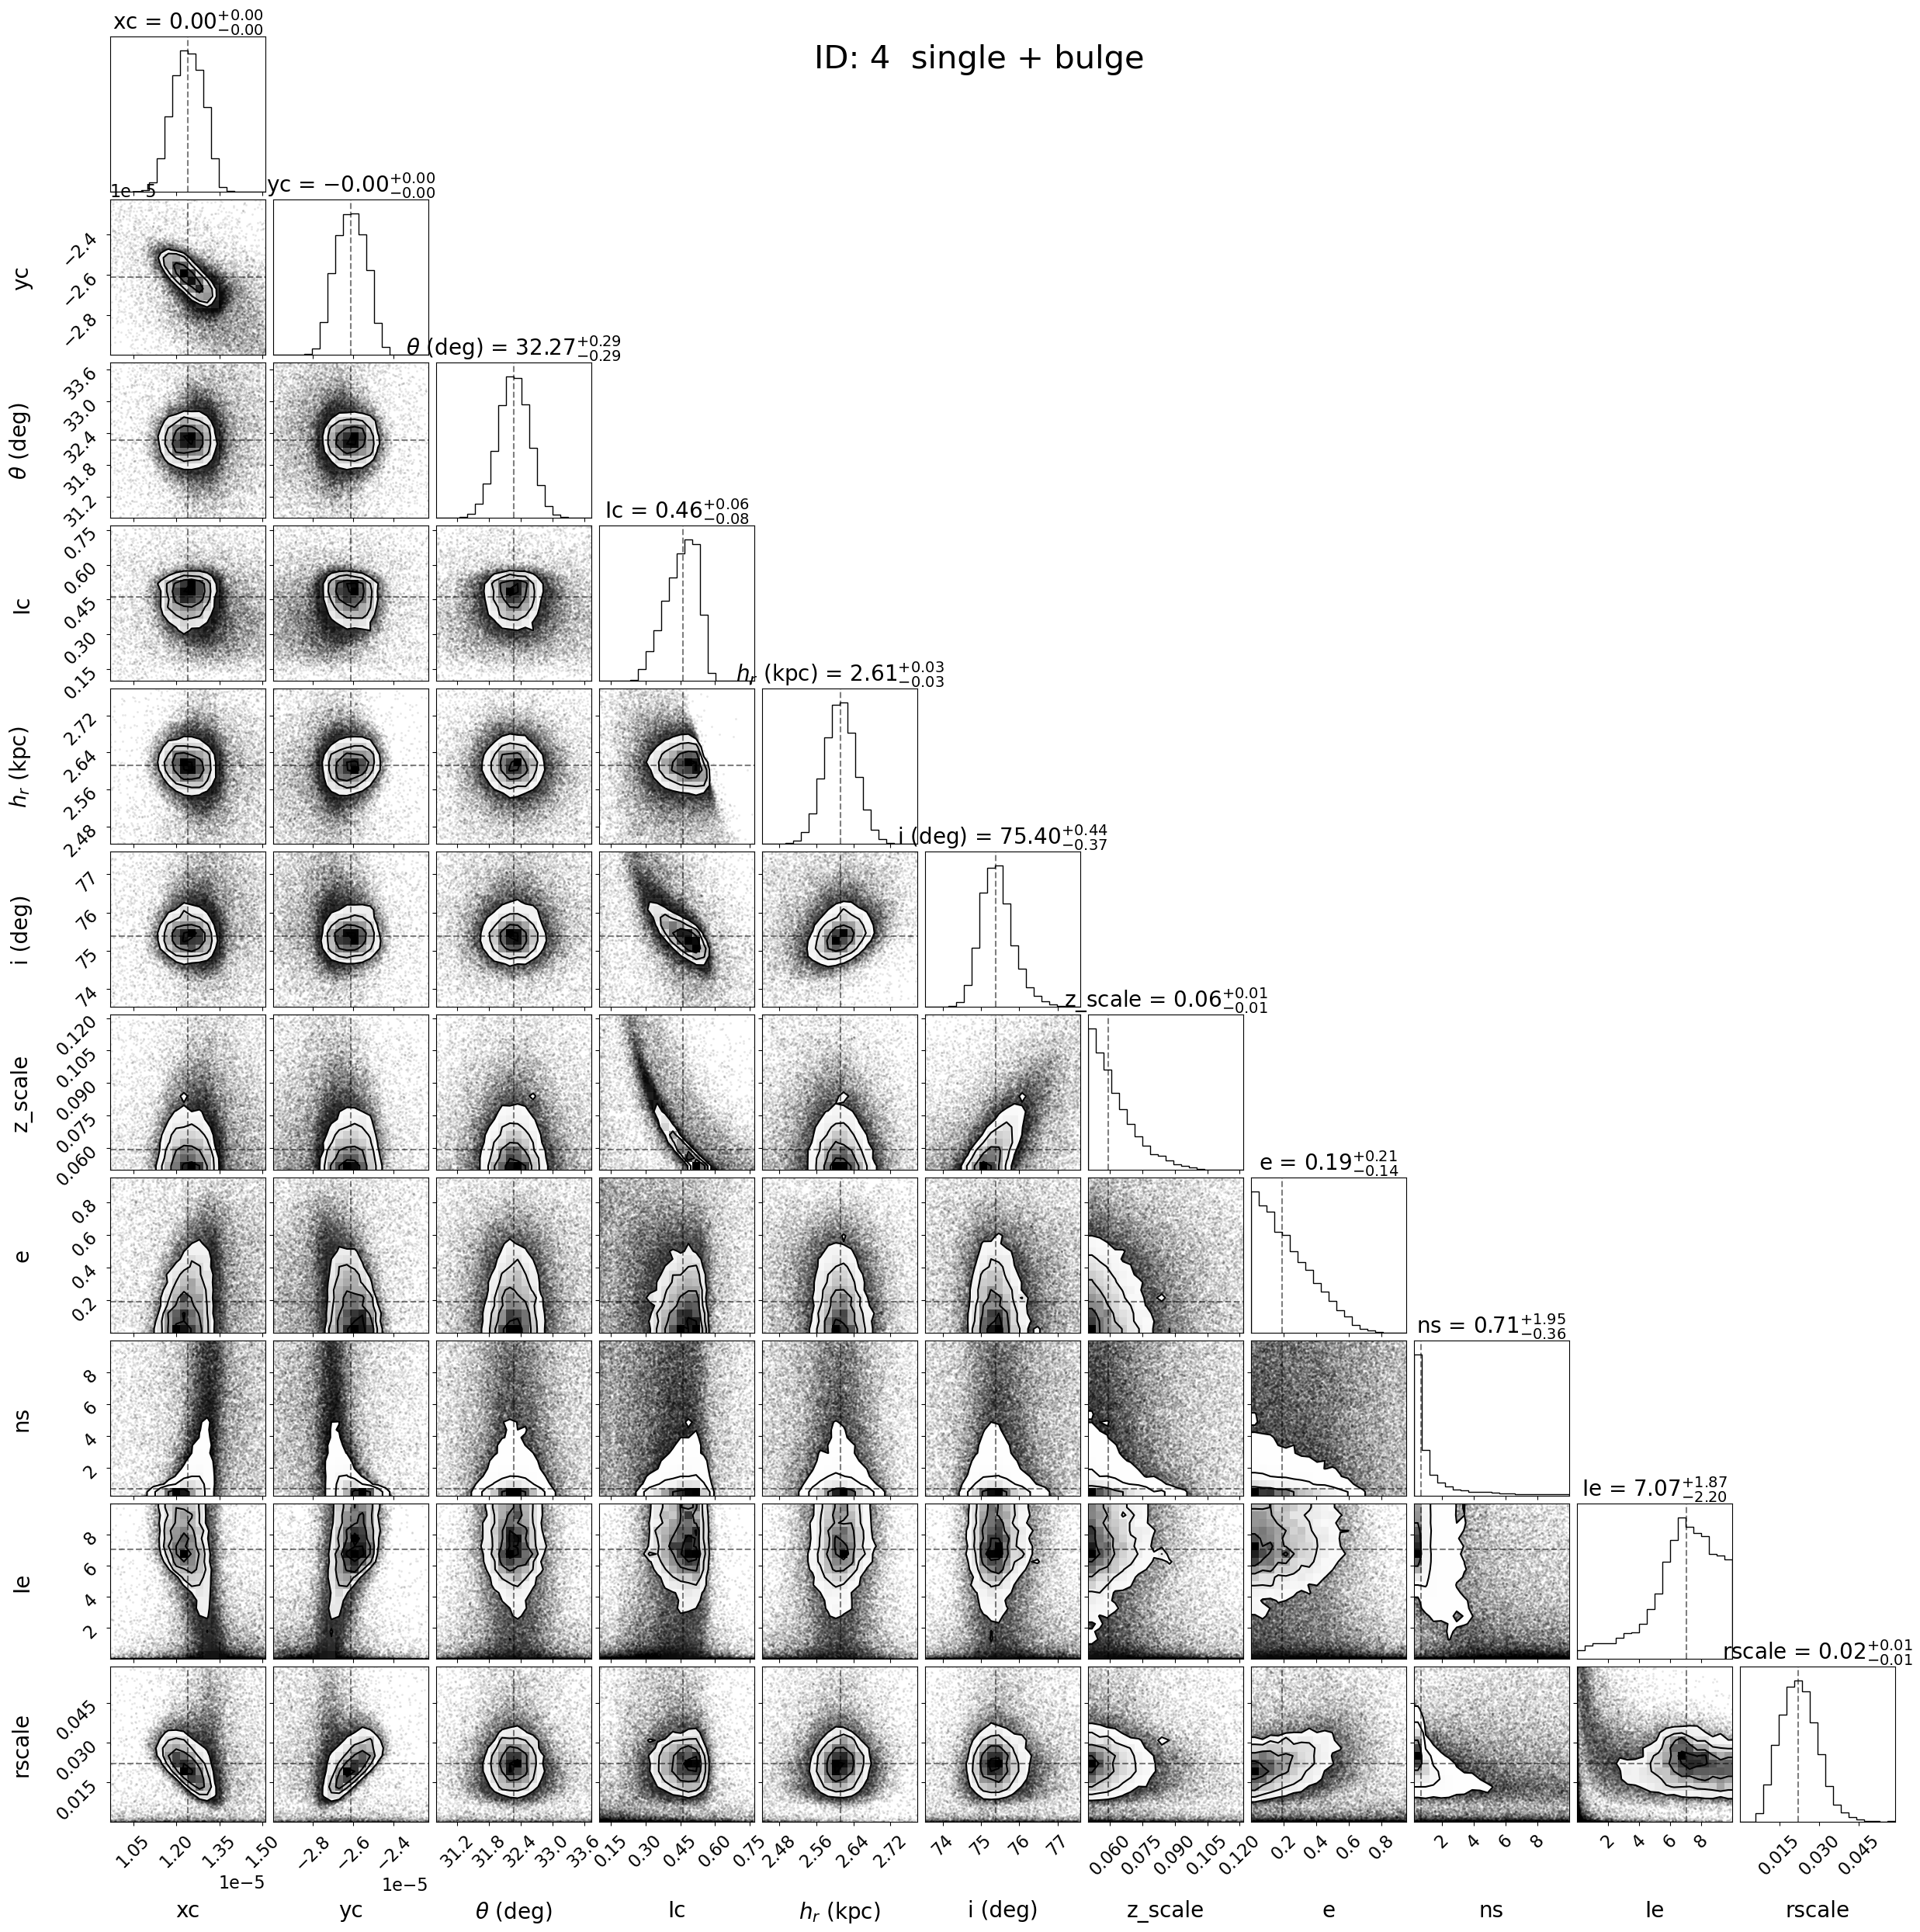 ID: 4  single + bulge
xc = 0.00 +0.00 −0.00
1e−5
yc = −0.00 +0.00 −0.00
yc
−2.4
−2.6
−2.8
θ (deg) = 32.27 +0.29 −0.29
θ (deg)
33.6
33.0
32.4
31.8
31.2
Ic = 0.46 +0.06 −0.08
Ic
0.75
0.60
0.45
0.30
0.15
h_r (kpc) = 2.61 +0.03 −0.03
h_r (kpc)
2.72
2.64
2.56
2.48
i (deg) = 75.40 +0.44 −0.37
i (deg)
77
76
75
74
z_scale = 0.06 +0.01 −0.01
z_scale
0.120
0.105
0.090
0.075
0.060
e = 0.19 +0.21 −0.14
e
0.8
0.6
0.4
0.2
ns = 0.71 +1.95 −0.36
ns
8
6
4
2
Ie = 7.07 +1.87 −2.20
Ie
8
6
4
2
rscale = 0.02 +0.01 −0.01
rscale
0.045
0.030
0.015
1.05 1.20 1.35 1.50 −2.8 −2.6 −2.4 31.2 31.8 32.4 33.0 33.6 0.15 0.30 0.45 0.60 0.75 2.48 2.56 2.64 2.72 74 75 76 77 0.060 0.075 0.090 0.105 0.120 0.2 0.4 0.6 0.8 2 4 6 8 2 4 6 8 0.015 0.030 0.045
1e−5 1e−5
xc yc θ (deg) Ic h_r (kpc) i (deg) z_scale e ns Ie rscale